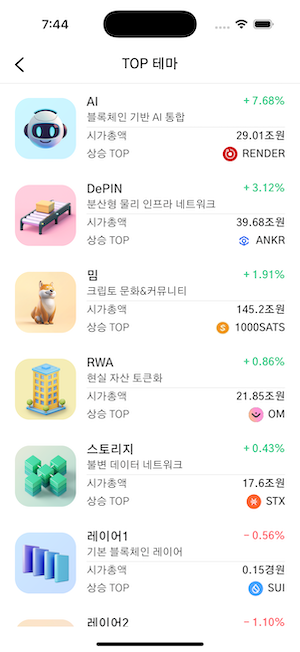 7:44
TOP 테마
AI
+ 7.68%
블록체인 기반 AI 통합
시가총액 29.01조원
상승 TOP RENDER
DePIN
+ 3.12%
분산형 물리 인프라 네트워크
시가총액 39.68조원
상승 TOP ANKR
밈
+ 1.91%
크립토 문화&커뮤니티
시가총액 145.2조원
상승 TOP 1000SATS
RWA
+ 0.86%
현실 자산 토큰화
시가총액 21.85조원
상승 TOP OM
스토리지
+ 0.43%
불변 데이터 네트워크
시가총액 17.6조원
상승 TOP STX
레이어1
− 0.56%
기본 블록체인 레이어
시가총액 0.15경원
상승 TOP SUI
레이어2
− 1.10%